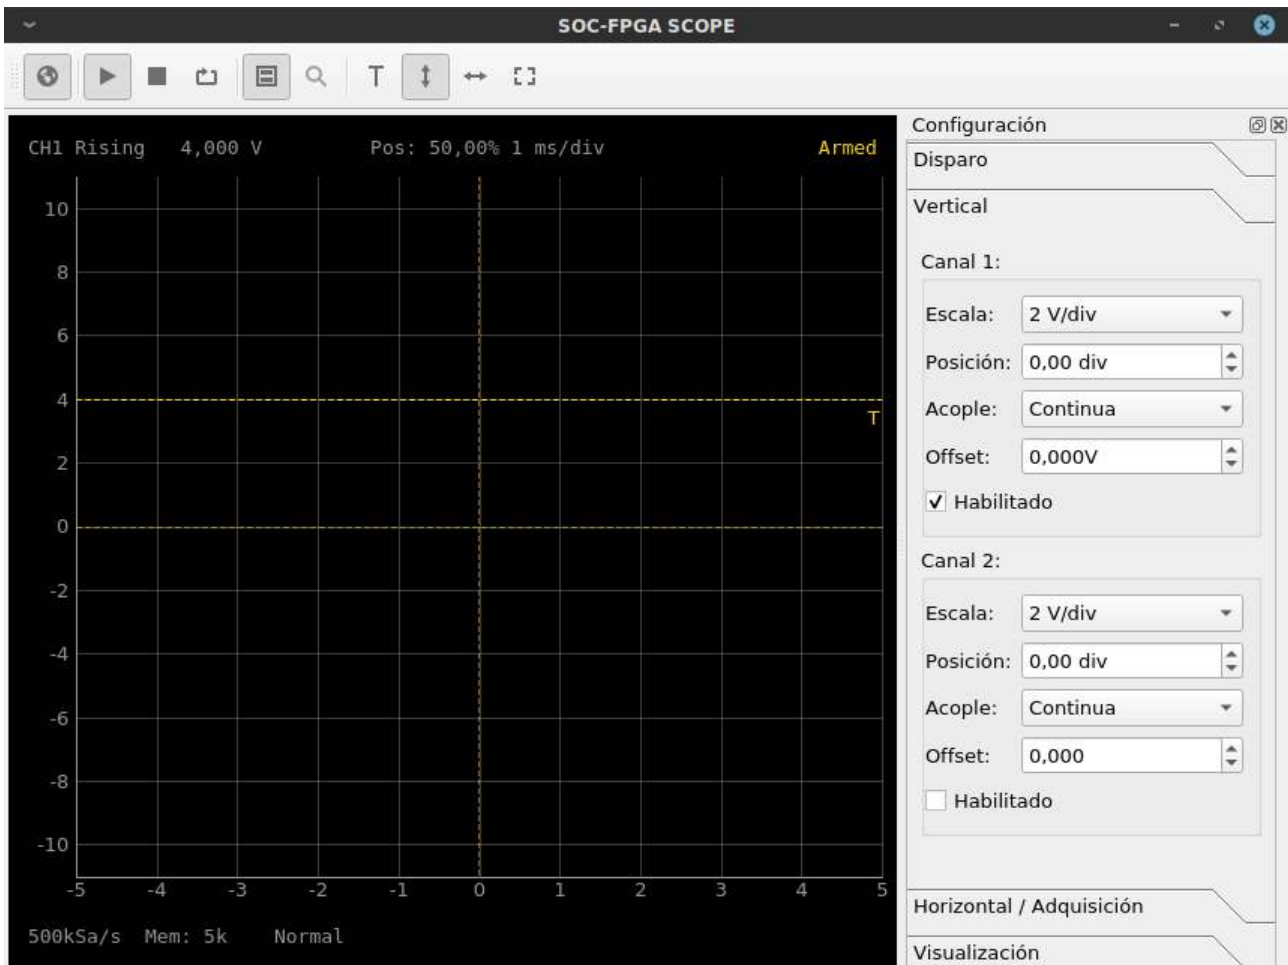 SOC-FPGA SCOPE
T
CH1 Rising 4,000 V Pos: 50,00% 1 ms/div Armed
10
8
6
4
T
2
0
-2
-4
-6
-8
-10
-5 -4 -3 -2 -1 0 1 2 3 4 5
500kSa/s Mem: 5k Normal
Configuración
Disparo
Vertical
Canal 1:
Escala: 2 V/div
Posición: 0,00 div
Acople: Continua
Offset: 0,000V
Habilitado
Canal 2:
Escala: 2 V/div
Posición: 0,00 div
Acople: Continua
Offset: 0,000
Habilitado
Horizontal / Adquisición
Visualización